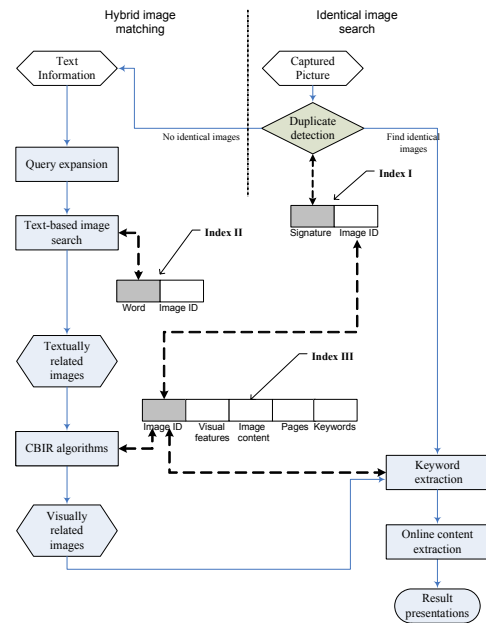 Hybrid image
matching
Identical image
search
Text
Information
Captured
Picture
Duplicate
detection
No identical images
Find identical
images
Query expansion
Index I
Signature
Image ID
Text-based image
search
Index II
Word
Image ID
Textually
related
images
Index III
Image ID
Visual
features
Image
content
Pages
Keywords
CBIR algorithms
Keyword
extraction
Visually
related
images
Online content
extraction
Result
presentations